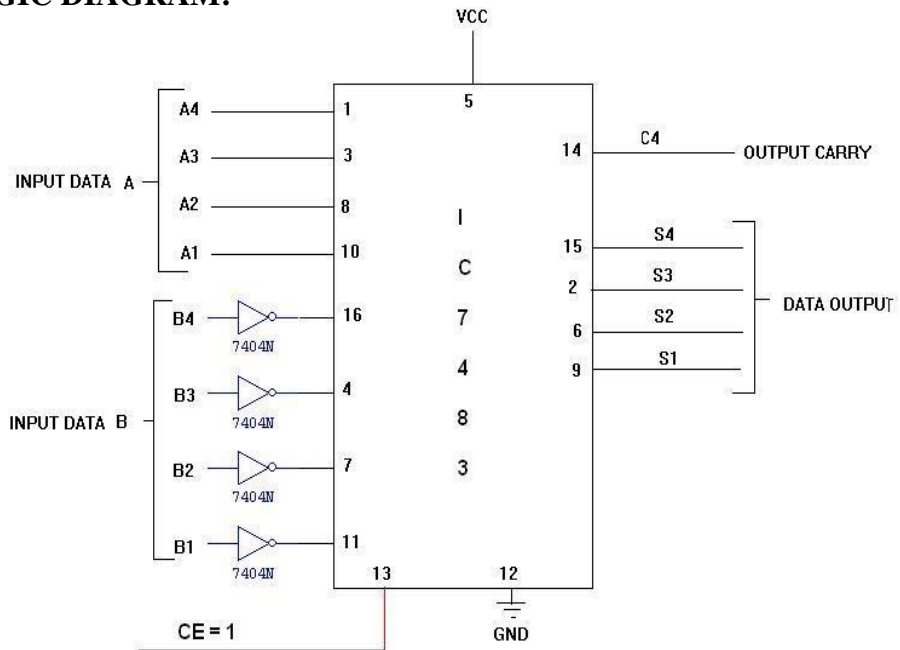 GIC DIAGRAM:
VCC
5
A4 1
A3 3
INPUT DATA A
A2 8
A1 10
14 C4 OUTPUT CARRY
15 S4
2 S3
DATA OUTPUT
6 S2
9 S1
I
C
7
4
8
3
B4 16
7404N
B3 4
7404N
INPUT DATA B
B2 7
7404N
B1 11
7404N
13 12
CE = 1
GND